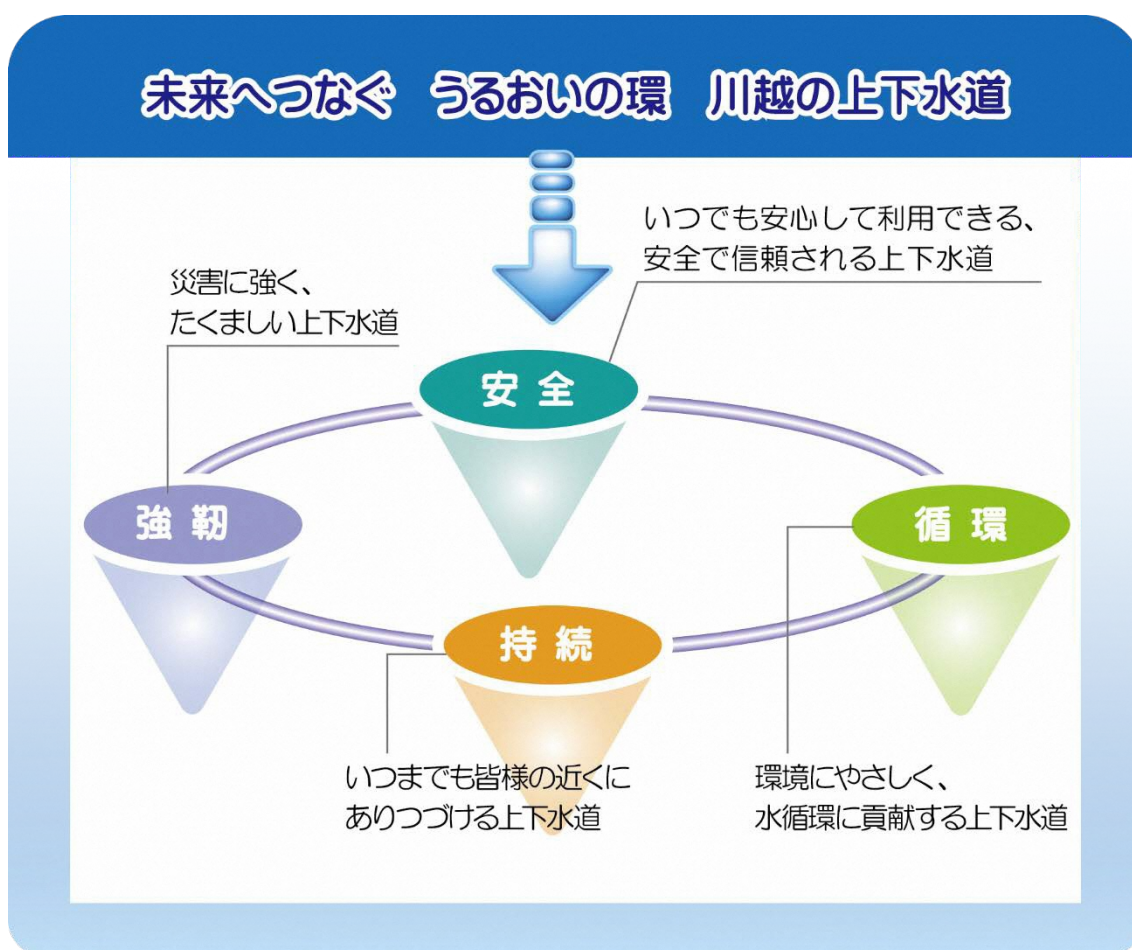 未来へつなぐ　うるおいの環　川越の上下水道
いつでも安心して利用できる、
安全で信頼される上下水道
災害に強く、
たくましい上下水道
安全
強靭
循環
持続
いつまでも皆様の近くに
ありつづける上下水道
環境にやさしく、
水循環に貢献する上下水道